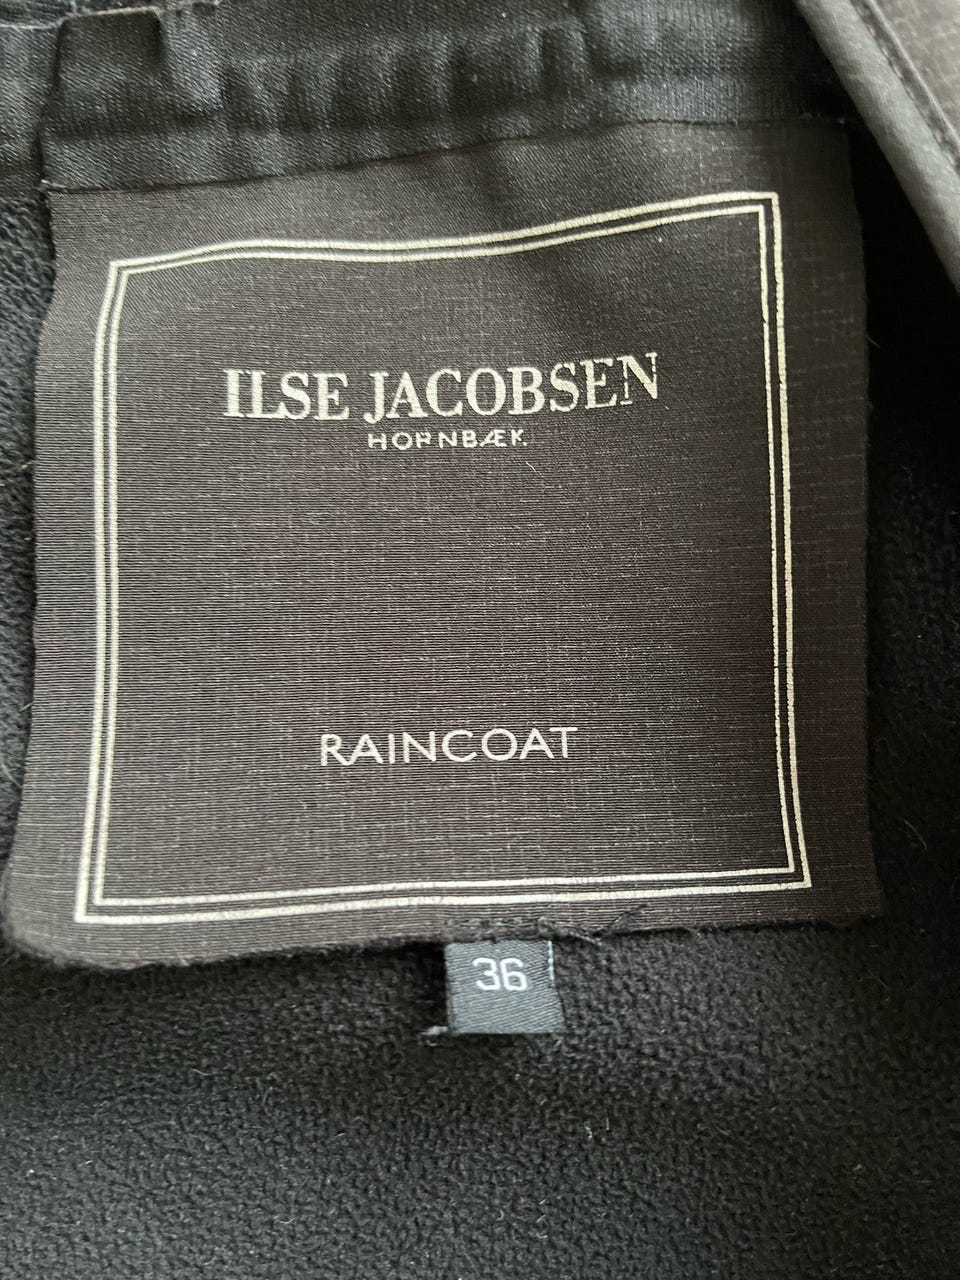 ILSE JACOBSEN
HORNBÆK
RAINCOAT
36